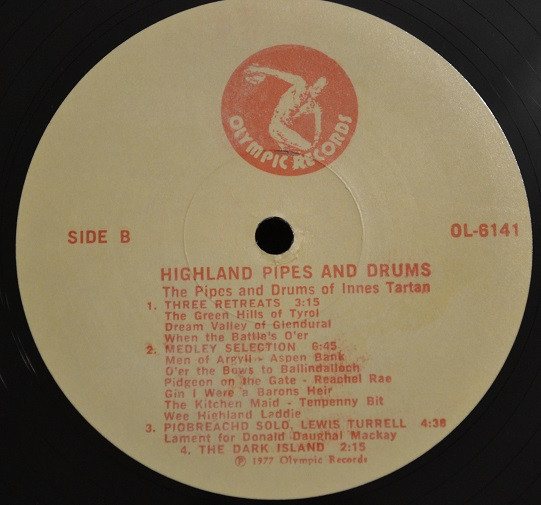 OLYMPIC RECORDS
SIDE B
OL-6141
HIGHLAND PIPES AND DRUMS
The Pipes and Drums of Innes Tartan
1. THREE RETREATS 3:15
The Green Hills of Tyrol
Dream Valley of Glendural
When the Battle's O'er
2. MEDLEY SELECTION 6:45
Men of Argyll - Aspen Bank
O'er the Bows to Ballindalloch
Pidgeon on the Gate - Reachel Rae
Gin I Were a Barons Heir
The Kitchen Maid - Tenpenny Bit
Wee Highland Laddie
3. PIOBREACHD SOLO, LEWIS TURRELL 4:38
Lament for Donald Daughal Mackay
4. THE DARK ISLAND 2:15
℗ 1977 Olympic Records